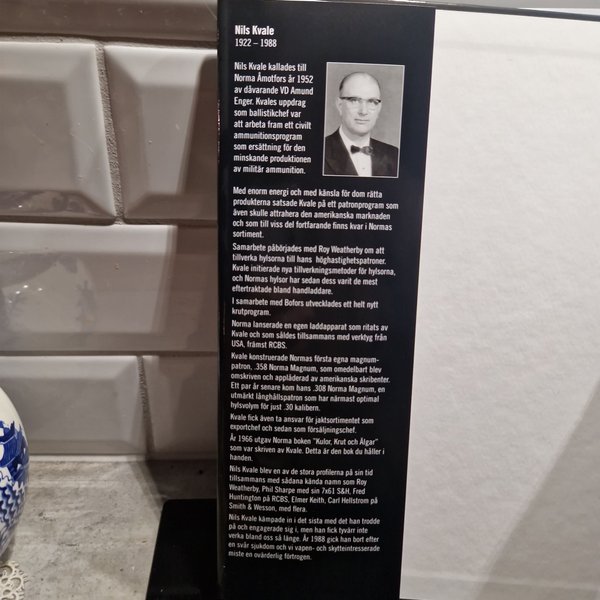 Nils Kvale
1922 – 1988
Nils Kvale kallades till
Norma Åmotfors år 1952
av dåvarande VD Amund
Enger. Kvales uppdrag
som ballistikchef var
att arbeta fram ett civilt
ammunitionsprogram
som ersättning för den
minskande produktionen
av militär ammunition.
Med enorm energi och med känsla för dom rätta
produkterna satsade Kvale på ett patronprogram som
även skulle attrahera den amerikanska marknaden
och som till viss del fortfarande finns kvar i Normas
sortiment.
Samarbete påbörjades med Roy Weatherby om att
tillverka hylsorna till hans höghastighetspatroner.
Kvale initierade nya tillverkningsmetoder för hylsorna,
och Normas hylsor har sedan dess varit de mest
eftertraktade bland handladdare.
I samarbete med Bofors utvecklades ett helt nytt
krutprogram.
Norma lanserade en egen laddapparat som ritats av
Kvale och som såldes tillsammans med verktyg från
USA, främst RCBS.
Kvale konstruerade Normas första egna magnum-
patron, .358 Norma Magnum, som omedelbart blev
omskriven och applåderad av amerikanska skribenter.
Ett par år senare kom hans .308 Norma Magnum, en
utmärkt långhållspatron som har närmast optimal
hylsvolym för just .30 kalibern.
Kvale fick även ta ansvar för jaktsortimentet som
exportchef och sedan som försäljningschef.
År 1966 utgav Norma boken "Kulor, Krut och Älgar"
som var skriven av Kvale. Detta är den bok du håller i
handen.
Nils Kvale blev en av de stora profilerna på sin tid
tillsammans med sådana kända namn som Roy
Weatherby, Phil Sharpe med sin 7x61 S&H, Fred
Huntington på RCBS, Elmer Keith, Carl Hellstrom på
Smith & Wesson, med flera.
Nils Kvale kämpade in i det sista med det han trodde
på och engagerade sig i, men han fick tyvärr inte
verka bland oss så länge. År 1988 gick han bort efter
en svår sjukdom och vi vapen- och skytteintresserade
miste en ovärderlig förtrogen.